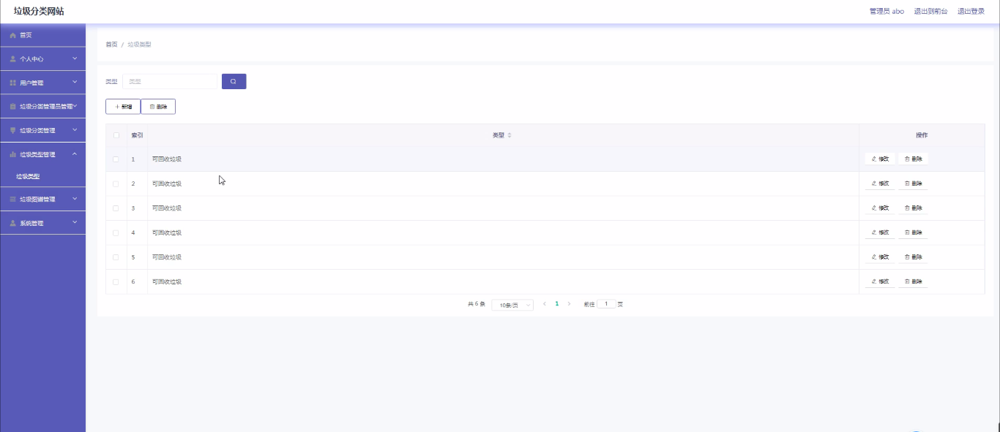 垃圾分类网站
管理员 abo 退出到前台 退出登录
首页
个人中心
用户管理
垃圾分类管理员管理
垃圾分类管理
垃圾类型管理
垃圾类型
垃圾图谱管理
系统管理
首页 / 垃圾类型
类型 类型
+ 新增 删除
索引 类型 操作
1 可回收垃圾 修改 删除
2 可回收垃圾 修改 删除
3 可回收垃圾 修改 删除
4 可回收垃圾 修改 删除
5 可回收垃圾 修改 删除
6 可回收垃圾 修改 删除
共 6 条 10条/页 < 1 > 前往 1 页